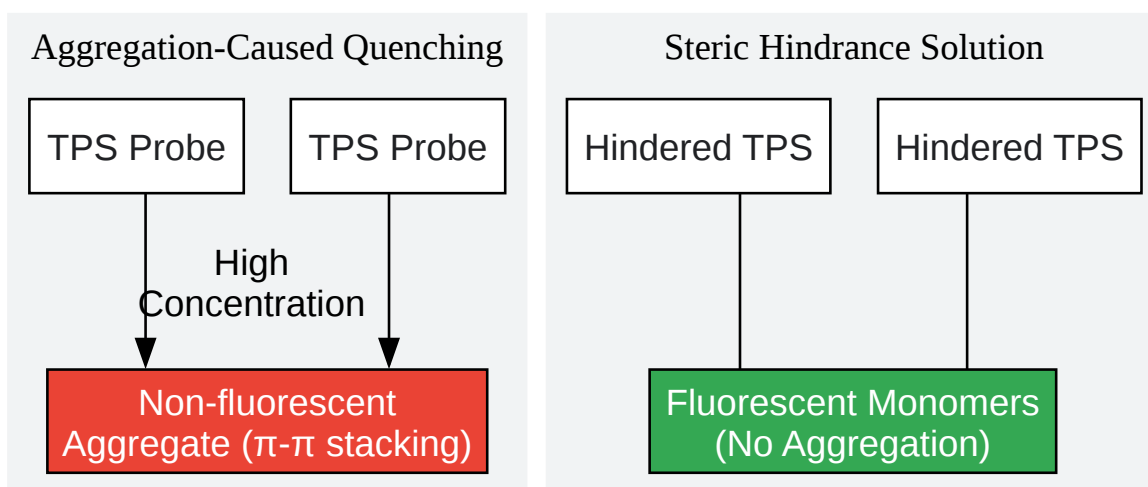 Aggregation-Caused Quenching
TPS Probe
TPS Probe
High
Concentration
Non-fluorescent
Aggregate (π-π stacking)
Steric Hindrance Solution
Hindered TPS
Hindered TPS
Fluorescent Monomers
(No Aggregation)